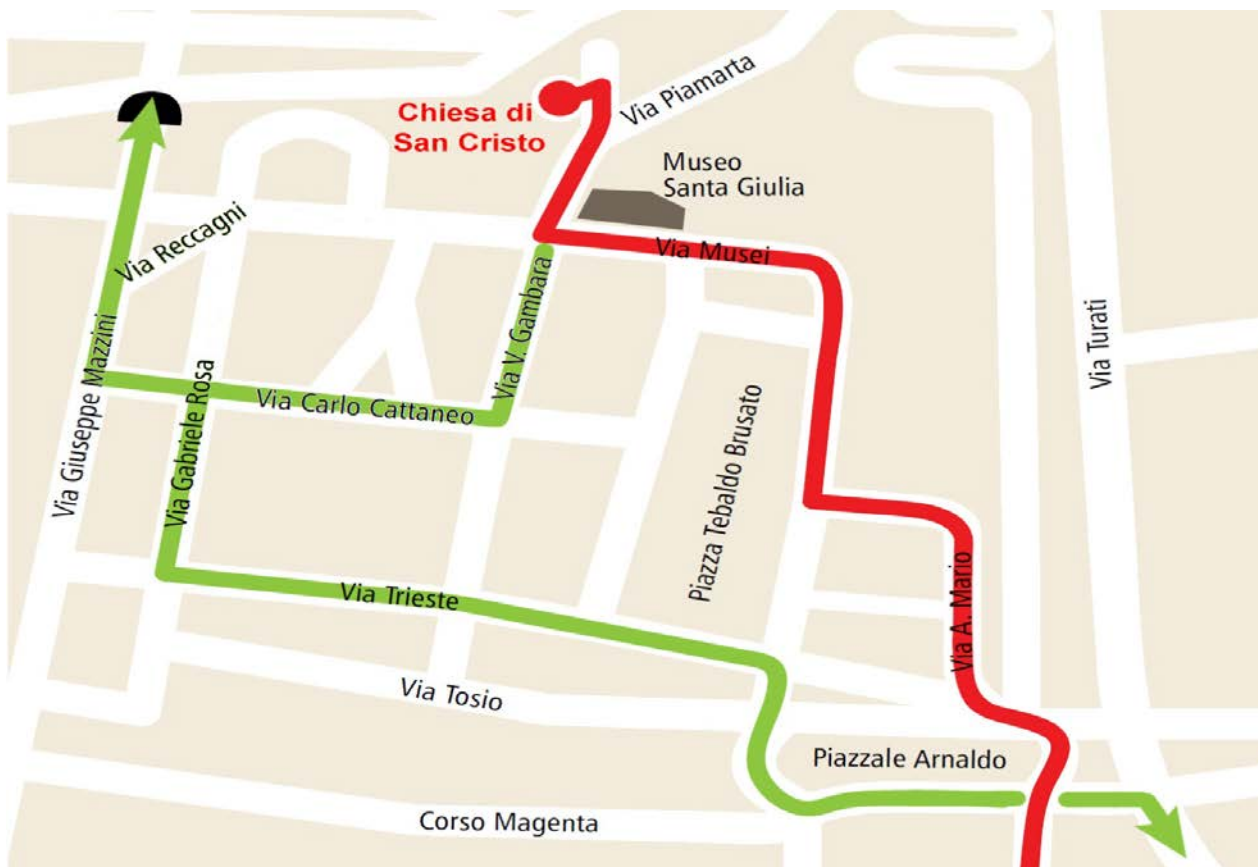 Chiesa di
San Cristo
Via Piamarta
Museo
Santa Giulia
Via Reccagni
Via Musei
Via V. Gambara
Via Turati
Via Giuseppe Mazzini
Via Gabriele Rosa
Via Carlo Cattaneo
Piazza Tebaldo Brusato
Via Trieste
Via A. Mario
Via Tosio
Piazzale Arnaldo
Corso Magenta